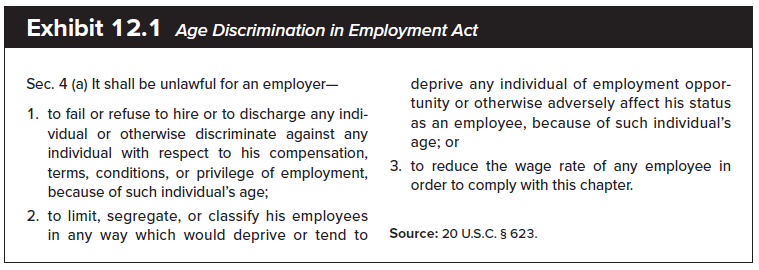 Exhibit 12.1 Age Discrimination in Employment Act
Sec. 4 (a) It shall be unlawful for an employer—
1. to fail or refuse to hire or to discharge any indi-
vidual or otherwise discriminate against any
individual with respect to his compensation,
terms, conditions, or privilege of employment,
because of such individual's age;
2. to limit, segregate, or classify his employees
in any way which would deprive or tend to
deprive any individual of employment oppor-
tunity or otherwise adversely affect his status
as an employee, because of such individual's
age; or
3. to reduce the wage rate of any employee in
order to comply with this chapter.
Source: 20 U.S.C. § 623.